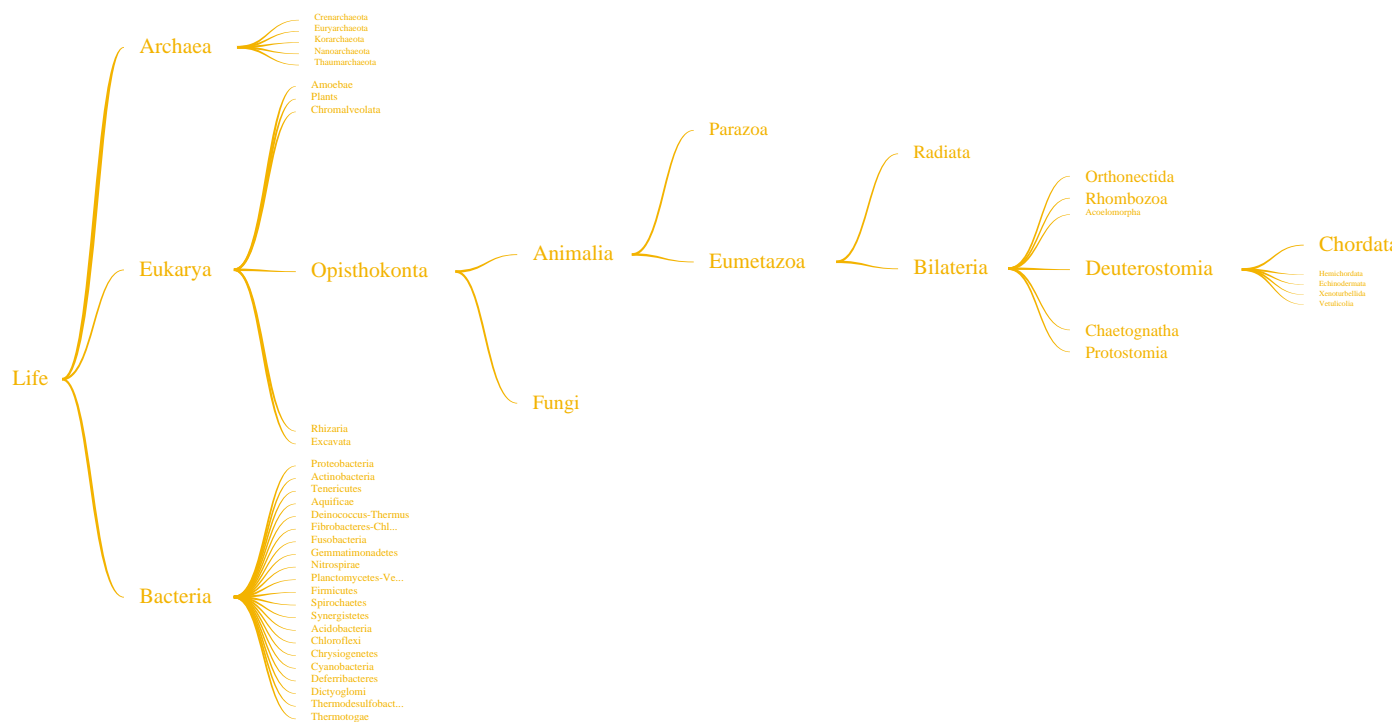 Life
Archaea
Crenarchaeota
Euryarchaeota
Korarchaeota
Nanoarchaeota
Thaumarchaeota
Eukarya
Amoebae
Plants
Chromalveolata
Opisthokonta
Animalia
Parazoa
Eumetazoa
Radiata
Bilateria
Orthonectida
Rhombozoa
Acoelomorpha
Deuterostomia
Chordata
Hemichordata
Echinodermata
Xenoturbellida
Vetulicolia
Chaetognatha
Protostomia
Fungi
Rhizaria
Excavata
Bacteria
Proteobacteria
Actinobacteria
Tenericutes
Aquificae
Deinococcus-Thermus
Fibrobacteres-Chl...
Fusobacteria
Gemmatimonadetes
Nitrospirae
Planctomycetes-Ve...
Firmicutes
Spirochaetes
Synergistetes
Acidobacteria
Chloroflexi
Chrysiogenetes
Cyanobacteria
Deferribacteres
Dictyoglomi
Thermodesulfobact...
Thermotogae